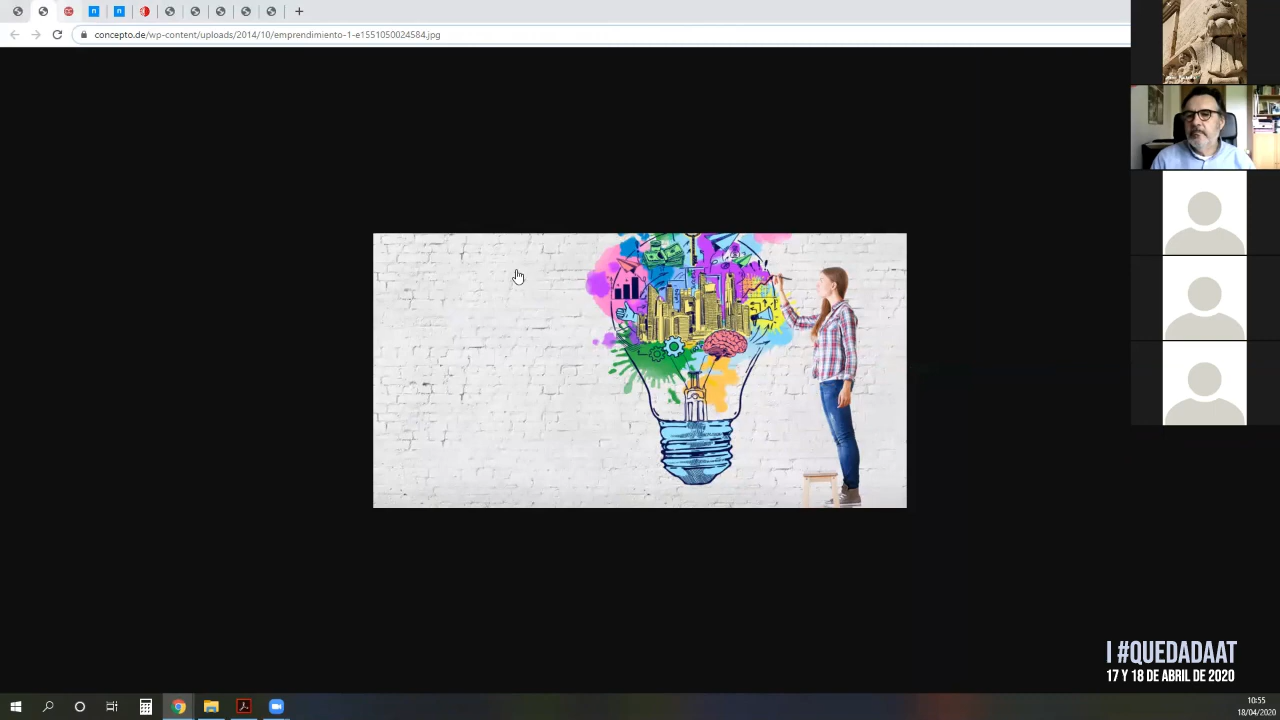 concepto.de/wp-content/uploads/2014/10/emprendimiento-1-e1551050024584.jpg
I #QUEDADAAT
17 Y 18 DE ABRIL DE 2020
10:55
18/04/2020